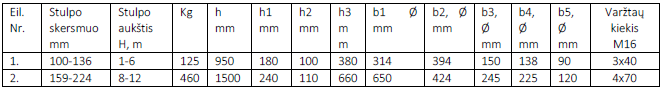 Eil. Nr. Stulpo skersmuo mm Stulpo aukštis H, m Kg h mm h1 mm h2 mm h3 m m b1 Ø mm b2, Ø mm b3, Ø mm b4, Ø mm b5, Ø mm Varžtų kiekis M16
1. 100-136 1-6 125 950 180 100 380 314 394 150 138 90 3x40
2. 159-224 8-12 460 1500 240 110 660 650 424 245 225 120 4x70